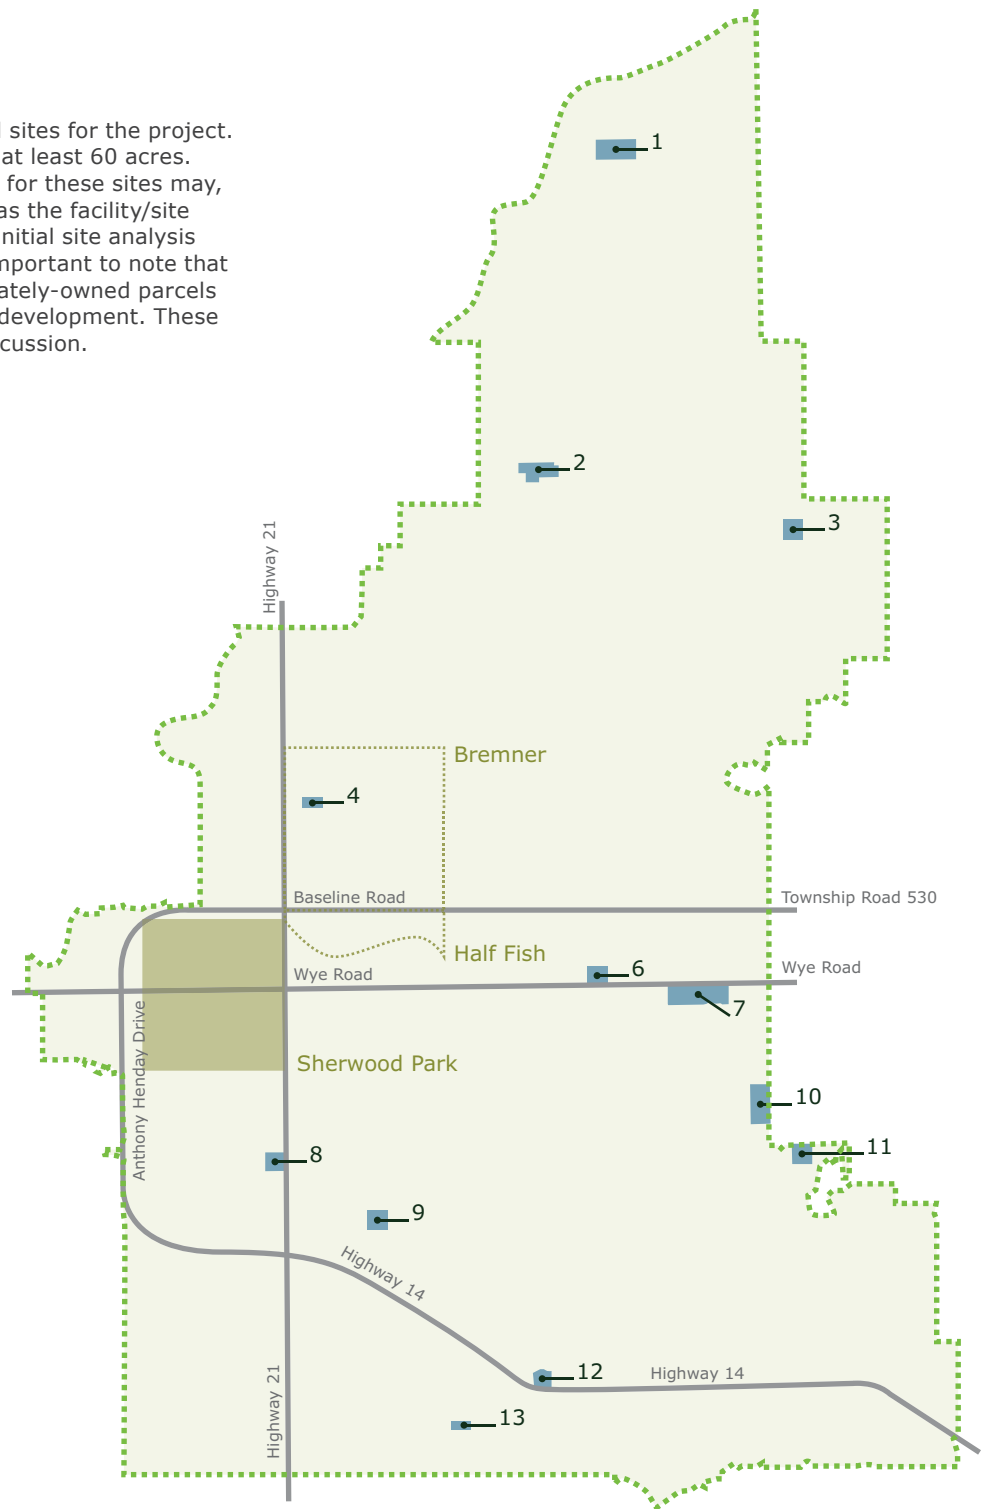 sites for the project.
at least 60 acres.
for these sites may,
as the facility/site
nitial site analysis
mportant to note that
ately-owned parcels
development. These
cussion.
1
2
3
Highway 21
Bremner
4
Baseline Road
Township Road 530
Half Fish
Wye Road
6
Wye Road
7
Anthony Henday Drive
Sherwood Park
10
8
11
9
Highway 14
12
Highway 14
Highway 21
13